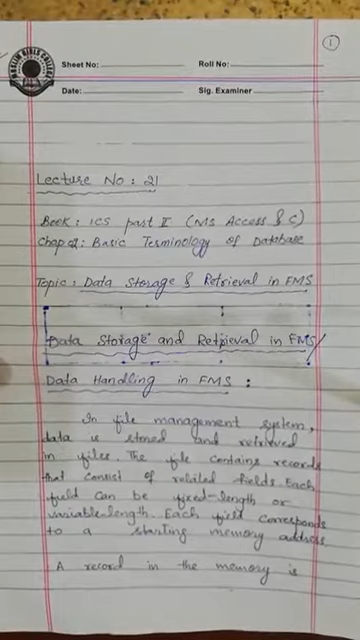 1
MUSLIM GIRLS COLLEGE
Sheet No: Roll No:
Date: Sig. Examiner
Lecture No : 21
Book : ICS part II (MS Access & C)
Chap 02 : Basic Terminology of Database
Topic : Data Storage & Retrieval in FMS
Data Storage and Retrieval in FMS
Data Handling in FMS :
In file management system,
data is stored and retrieved
in files. The file contains records
that consist of related fields Each
field can be fixed-length or
variable-length. Each field corresponds
to a starting memory address
A record in the memory is